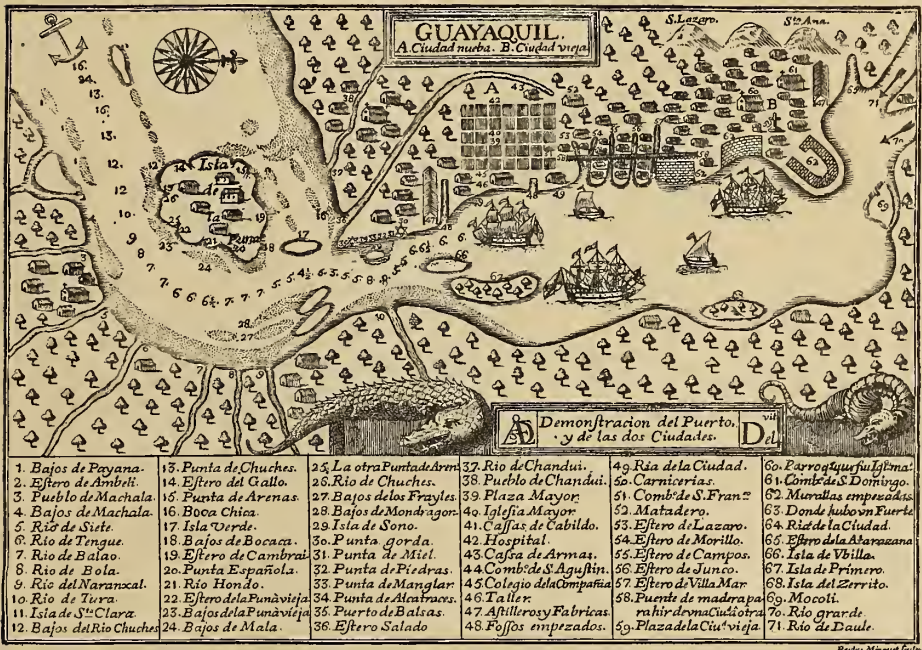 GUAYAQUIL.
A. Ciudad nueba. B. Ciudad vieja
S. Lazaro.
Sta. Ana.
A
B
Isla
de
la
Puna
Demonstracion del Puerto,
y de las dos Ciudades.
Del
1. Bajos de Payana.
2. Estero de Ambeli.
3. Pueblo de Machala.
4. Bajos de Machala.
5. Rio de Siete.
6. Rio de Tengue.
7. Rio de Balao.
8. Rio de Bola.
9. Rio del Naranxal.
10. Rio de Tura.
11. Isla de Sta. Clara.
12. Bajos del Rio Chuches
13. Punta de Chuches.
14. Estero del Gallo.
15. Punta de Arenas.
16. Boca Chica.
17. Isla Verde.
18. Bajos de Bocaca.
19. Estero de Cambrai
20. Punta Española.
21. Rio Hondo.
22. Estero de la Puna vieja
23. Bajos de la Puna vieja
24. Bajos de Mala.
25. La otra Punta de Aren
26. Rio de Chuches.
27. Bajos de los Frayles.
28. Bajos de Mondragon
29. Isla de Sono.
30. Punta gorda.
31. Punta de Miel.
32. Punta de Piedras.
33. Punta de Manglar
34. Punta de Alcatraces.
35. Puerto de Balsas.
36. Estero Salado
37. Rio de Chandui.
38. Pueblo de Chandui.
39. Plaza Mayor
40. Iglesia Mayor
41. Cassas de Cabildo.
42. Hospital.
43. Cassa de Armas.
44. Combo. de S. Agustin.
45. Colegio de la Compañia
46. Taller.
47. Astilleros y Fabricas.
48. Fossos empezados.
49. Ria de la Ciudad.
50. Carnicerias.
51. Combo. de S. Franco.
52. Matadero.
53. Estero de Lazaro.
54. Estero de Morillo.
55. Estero de Campos.
56. Estero de Junco.
57. Estero de Villa Mar
58. Puente de madera pa
ra hir de una Ciud. à otra
59. Plaza de la Ciud. vieja
61. Combo. de S. Domingo.
62. Murallas empezadas
63. Donde hubo vn Fuerte
64. Ria de la Ciudad.
65. Estero de la Atarazana
66. Isla de Vbilla.
67. Isla de Primero.
68. Isla del Zerrito.
69. Mocoli.
70. Rio grande.
71. Rio de Daule.